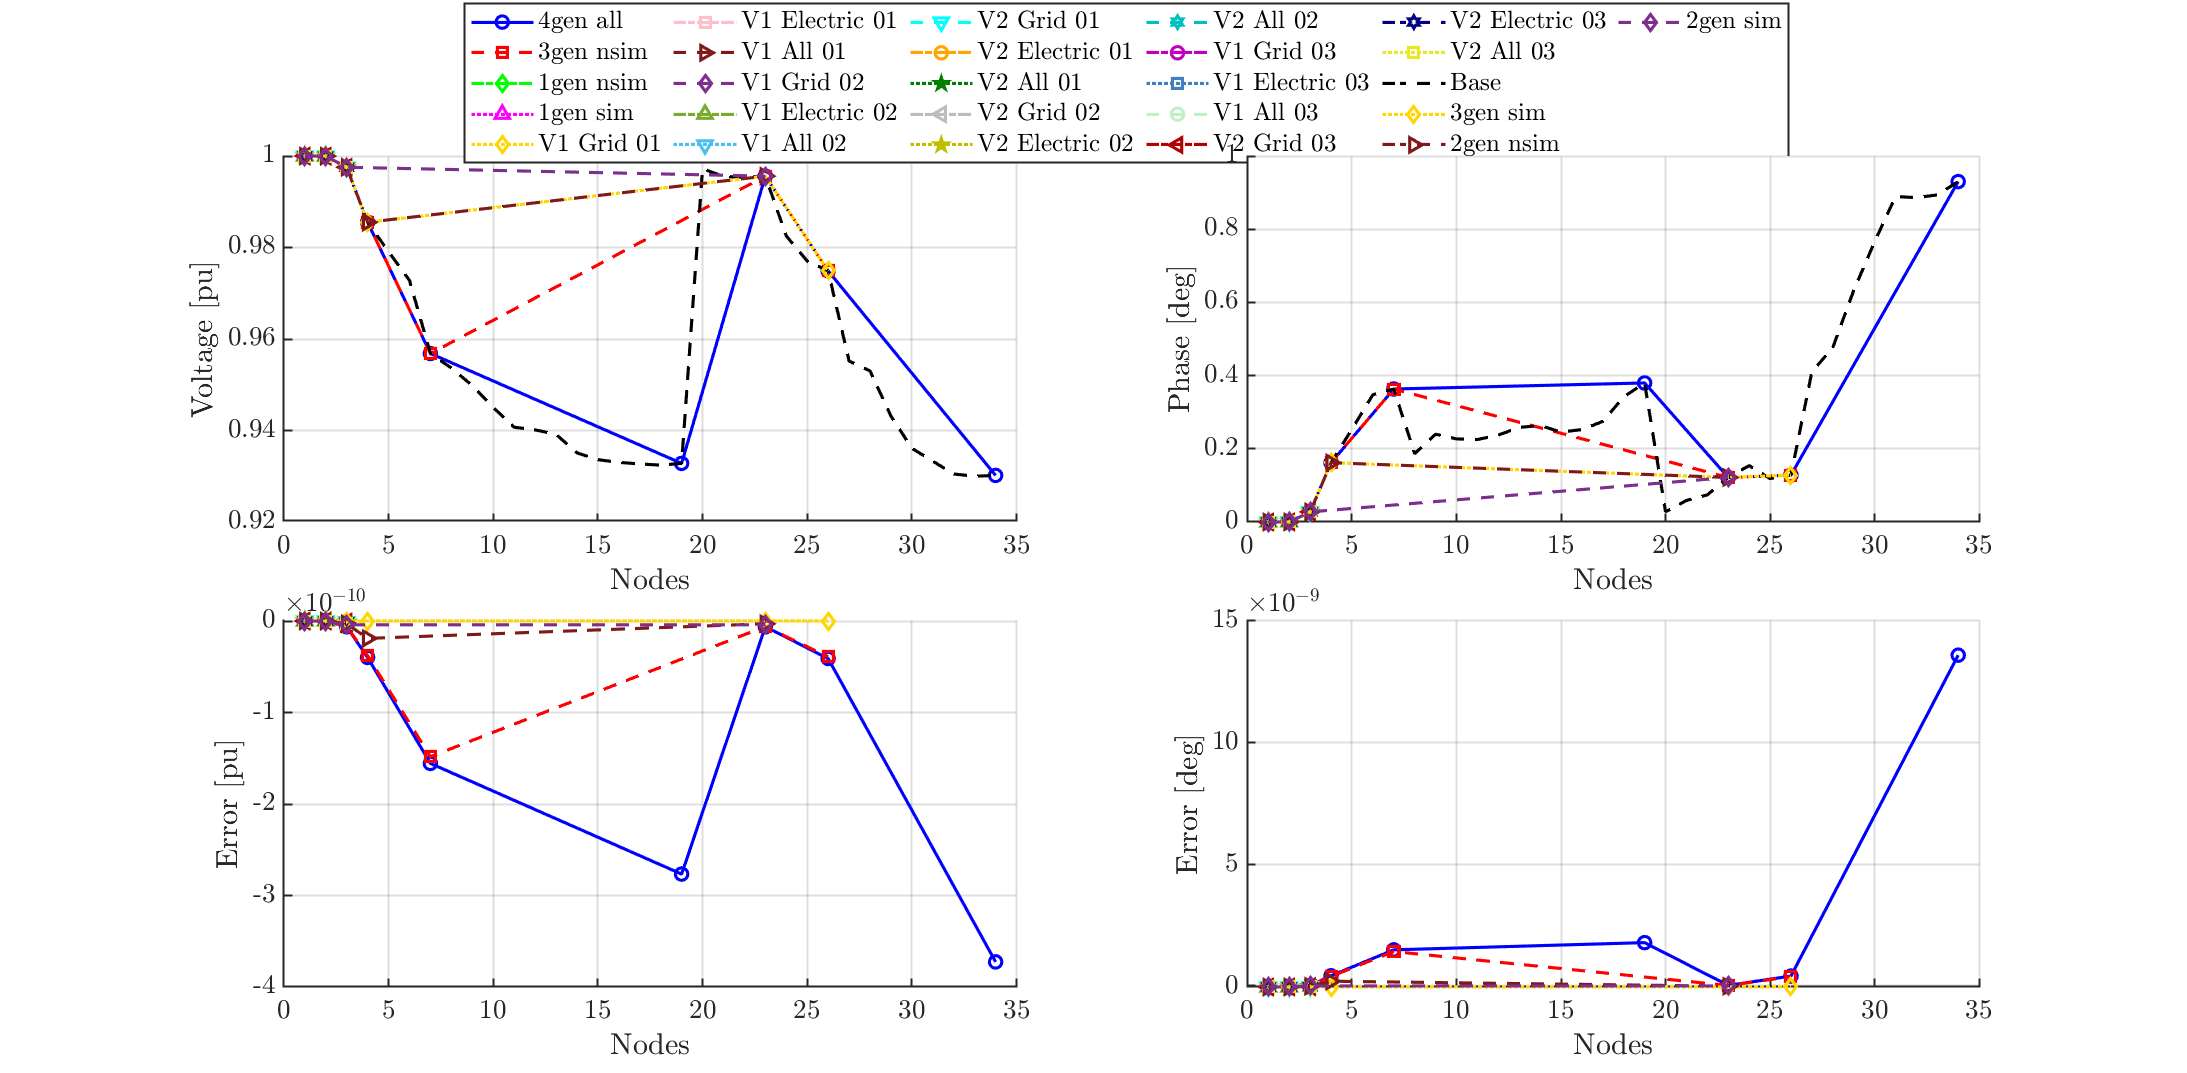 4gen all V1 Electric 01 V2 Grid 01 V2 All 02 V2 Electric 03 2gen sim
3gen nsim V1 All 01 V2 Electric 01 V1 Grid 03 V2 All 03
1gen nsim V1 Grid 02 V2 All 01 V1 Electric 03 Base
1gen sim V1 Electric 02 V2 Grid 02 V1 All 03 3gen sim
V1 Grid 01 V1 All 02 V2 Electric 02 V2 Grid 03 2gen nsim
1
0.98
0.96
0.94
0.92
Voltage [pu]
0 5 10 15 20 25 30 35
Nodes
1
0.8
0.6
0.4
0.2
0
Phase [deg]
0 5 10 15 20 25 30 35
Nodes
×10⁻¹⁰
0
-1
-2
-3
-4
Error [pu]
0 5 10 15 20 25 30 35
Nodes
×10⁻⁹
15
10
5
0
Error [deg]
0 5 10 15 20 25 30 35
Nodes